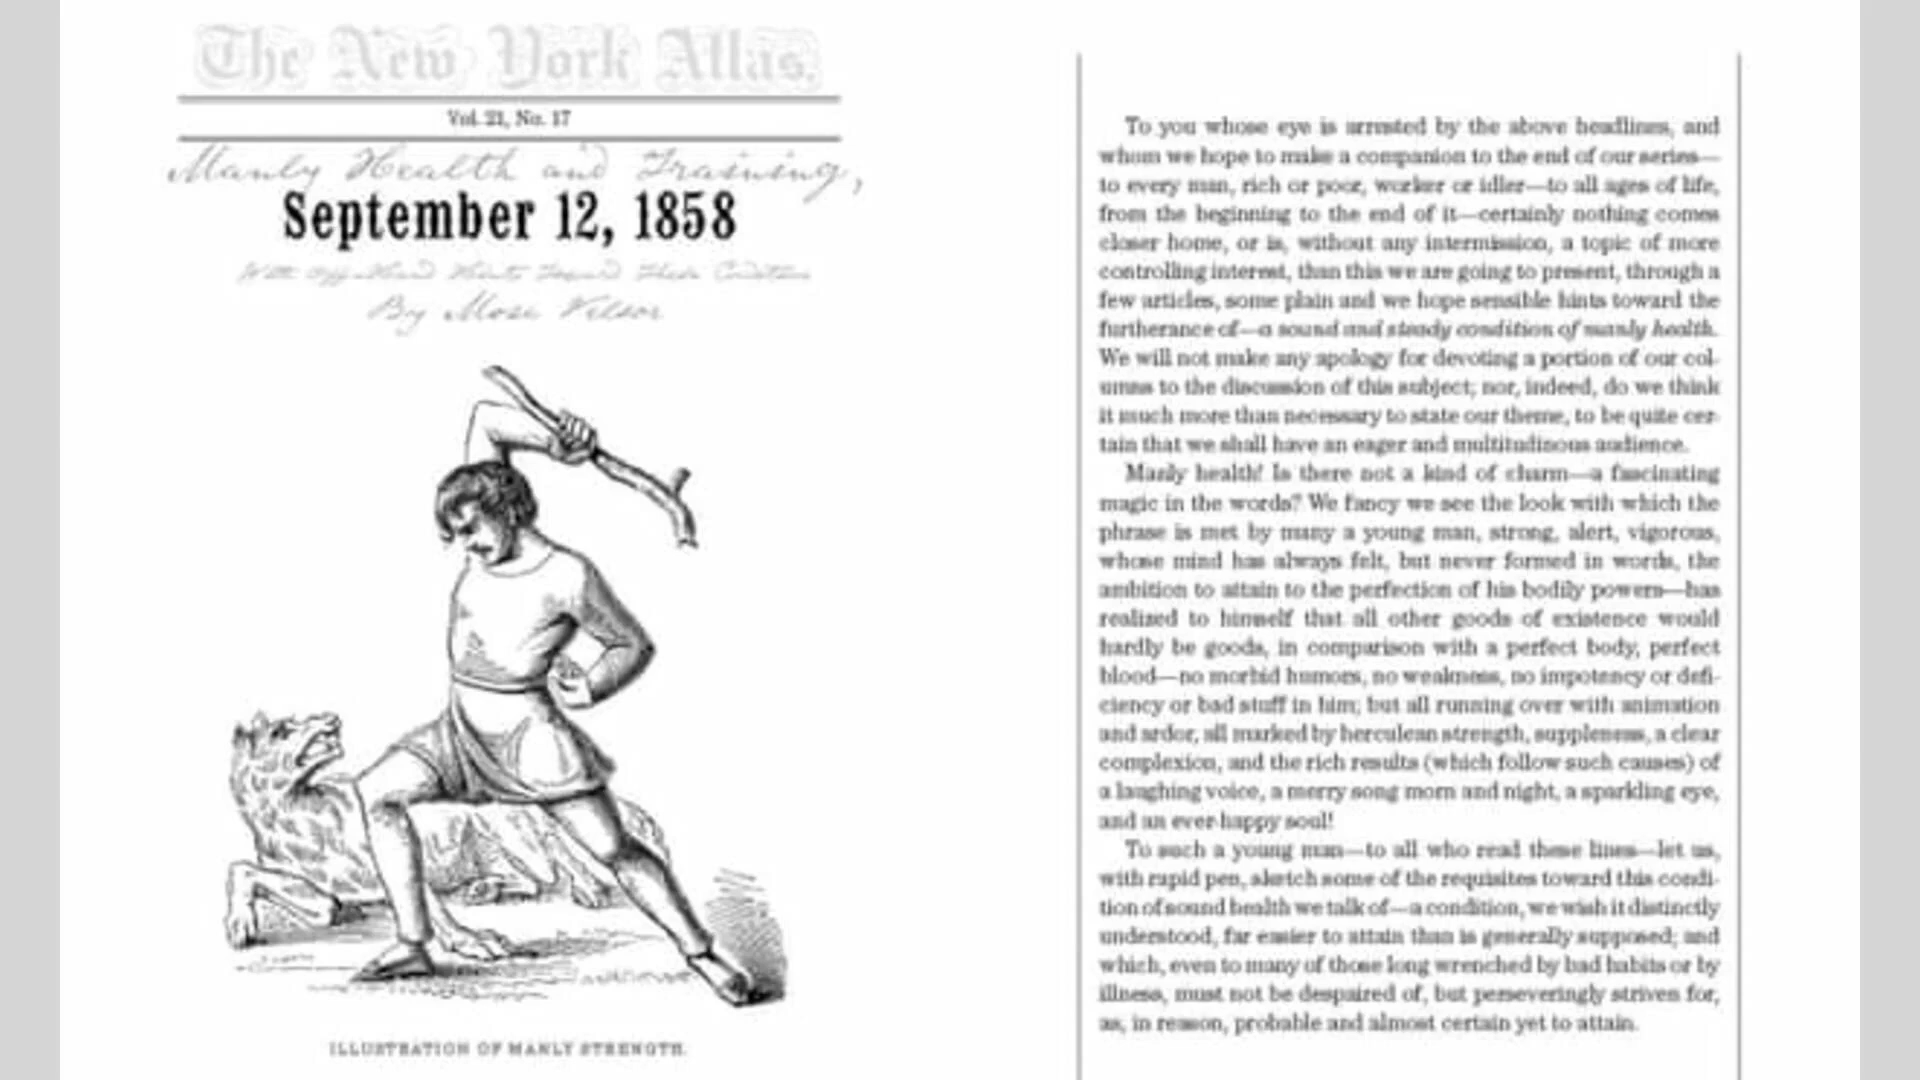 The New York Atlas.
Vol. 21, No. 17
Manly Health and Training,
September 12, 1858
With Off-Hand Hints Toward Their Conditions
By Mose Velsor
ILLUSTRATION OF MANLY STRENGTH.
To you whose eye is arrested by the above headlines, and
whom we hope to make a companion to the end of our series—
to every man, rich or poor, worker or idler—to all ages of life,
from the beginning to the end of it—certainly nothing comes
closer home, or is, without any intermission, a topic of more
controlling interest, than this we are going to present, through a
few articles, some plain and we hope sensible hints toward the
furtherance of—a sound and steady condition of manly health.
We will not make any apology for devoting a portion of our col-
umns to the discussion of this subject; nor, indeed, do we think
it much more than necessary to state our theme, to be quite cer-
tain that we shall have an eager and multitudinous audience.
Manly health! Is there not a kind of charm—a fascinating
magic in the words? We fancy we see the look with which the
phrase is met by many a young man, strong, alert, vigorous,
whose mind has always felt, but never formed in words, the
ambition to attain to the perfection of his bodily powers—has
realized to himself that all other goods of existence would
hardly be goods, in comparison with a perfect body, perfect
blood—no morbid humors, no weakness, no impotency or defi-
ciency or bad stuff in him; but all running over with animation
and ardor, all marked by herculean strength, suppleness, a clear
complexion, and the rich results (which follow such causes) of
a laughing voice, a merry song morn and night, a sparkling eye,
and an ever-happy soul!
To such a young man—to all who read these lines—let us,
with rapid pen, sketch some of the requisites toward this condi-
tion of sound health we talk of—a condition, we wish it distinctly
understood, far easier to attain than is generally supposed; and
which, even to many of those long wrenched by bad habits or by
illness, must not be despaired of, but perseveringly striven for,
as, in reason, probable and almost certain yet to attain.